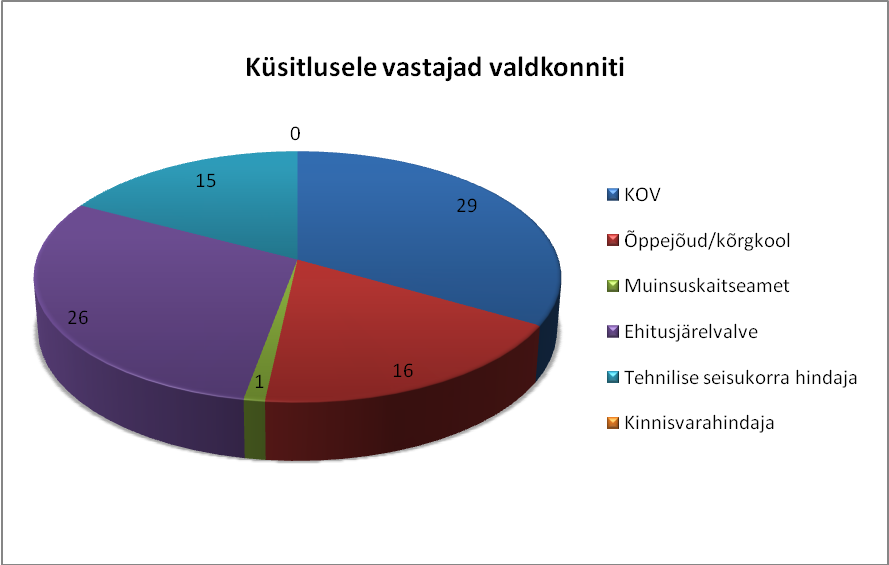 Küsitlusele vastajad valdkonniti
0
15
29
26
1
16
KOV
Õppejõud/kõrgkool
Muinsuskaitseamet
Ehitusjärelvalve
Tehnilise seisukorra hindaja
Kinnisvarahindaja